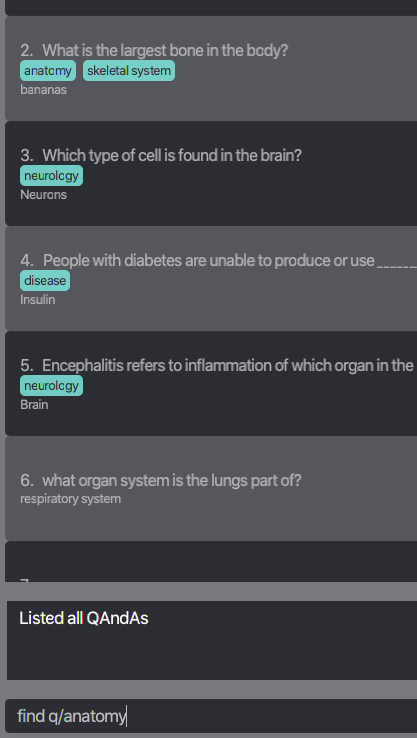 2. What is the largest bone in the body?
anatomy skeletal system
bananas
3. Which type of cell is found in the brain?
neurology
Neurons
4. People with diabetes are unable to produce or use ______
disease
Insulin
5. Encephalitis refers to inflammation of which organ in the
neurology
Brain
6. what organ system is the lungs part of?
respiratory system
Listed all QAndAs
find q/anatomy